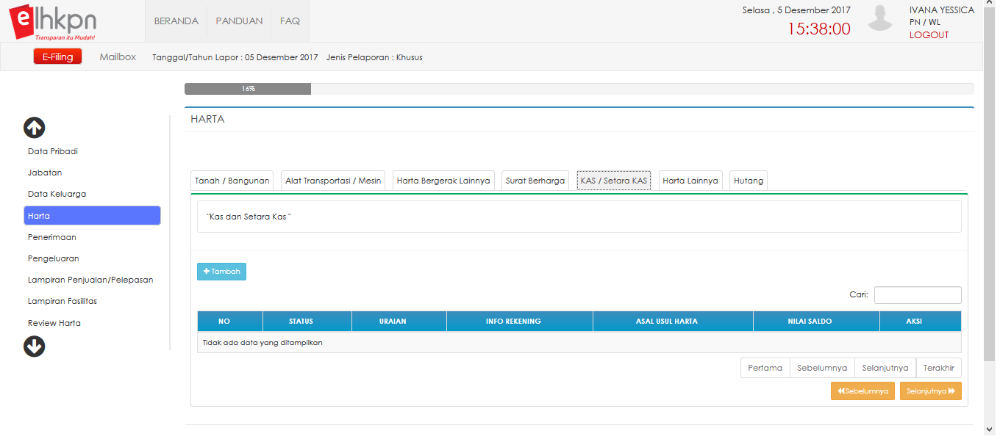 elhkpn
Transparan itu Mudah!
BERANDA PANDUAN FAQ
Selasa , 5 Desember 2017
15:38:00
IVANA YESSICA
PN / WL
LOGOUT
E-Filing Mailbox Tanggal/Tahun Lapor : 05 Desember 2017 Jenis Pelaporan : Khusus
16%
Data Pribadi
Jabatan
Data Keluarga
Harta
Penerimaan
Pengeluaran
Lampiran Penjualan/Pelepasan
Lampiran Fasilitas
Review Harta
HARTA
Tanah / Bangunan Alat Transportasi / Mesin Harta Bergerak Lainnya Surat Berharga KAS / Setara KAS Harta Lainnya Hutang
"Kas dan Setara Kas "
+ Tambah
Cari:
NO STATUS URAIAN INFO REKENING ASAL USUL HARTA NILAI SALDO AKSI
Tidak ada data yang ditampilkan
Pertama Sebelumnya Selanjutnya Terakhir
Sebelumnya Selanjutnya